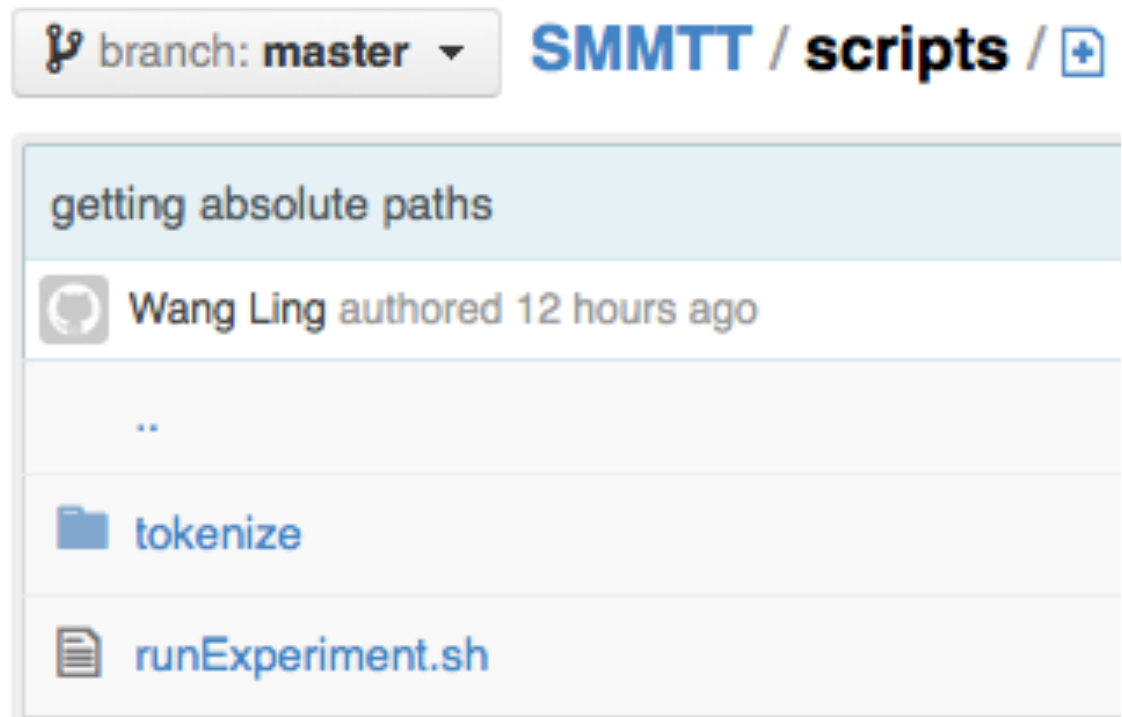 branch: master SMMTT / scripts /
getting absolute paths
Wang Ling authored 12 hours ago
..
tokenize
runExperiment.sh